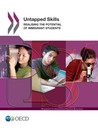 Untapped Skills
REALISING THE POTENTIAL
OF IMMIGRANT STUDENTS
OECD